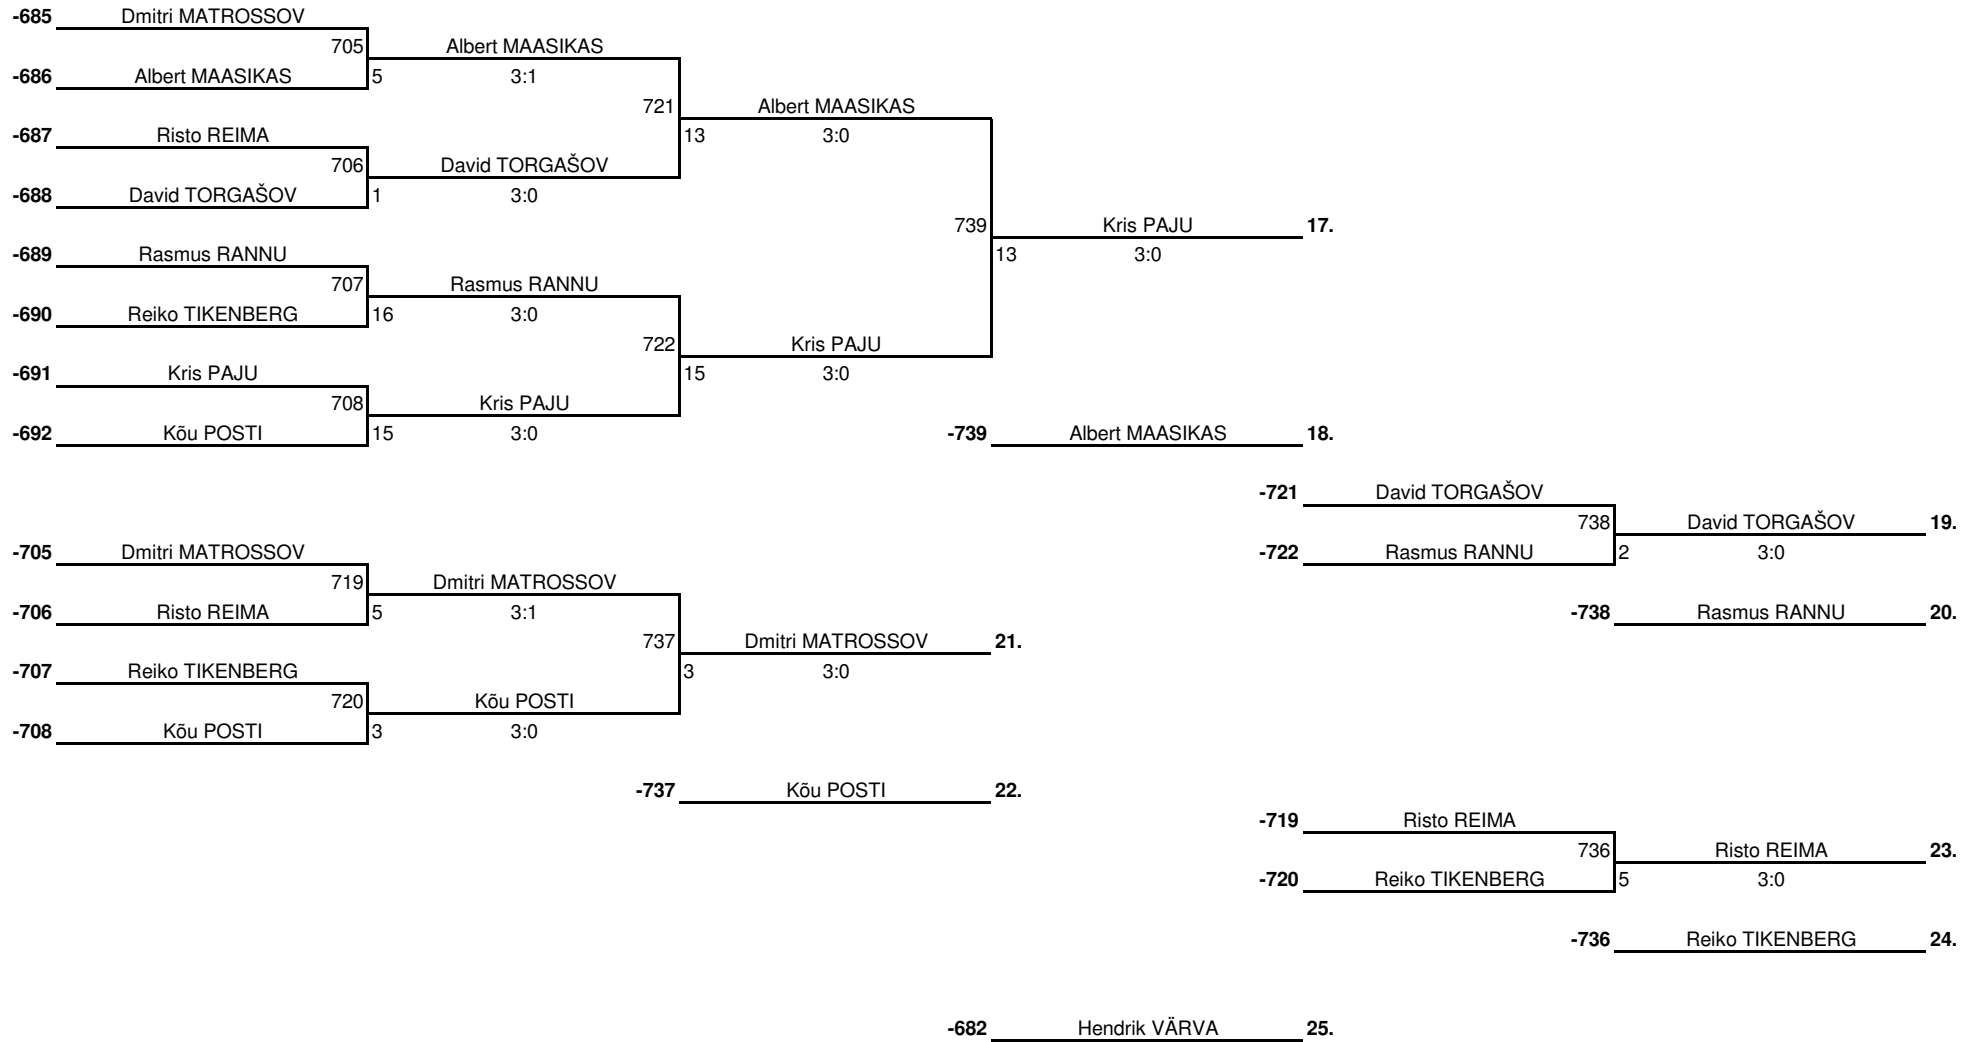 -685 Dmitri MATROSSOV
705 Albert MAASIKAS
-686 Albert MAASIKAS 5 3:1
721 Albert MAASIKAS
-687 Risto REIMA 13 3:0
706 David TORGAŠOV
-688 David TORGAŠOV 1 3:0
739 Kris PAJU 17.
-689 Rasmus RANNU 13 3:0
707 Rasmus RANNU
-690 Reiko TIKENBERG 16 3:0
722 Kris PAJU
-691 Kris PAJU 15 3:0
708 Kris PAJU
-692 Kõu POSTI 15 3:0 -739 Albert MAASIKAS 18.
-721 David TORGAŠOV
738 David TORGAŠOV 19.
-705 Dmitri MATROSSOV -722 Rasmus RANNU 2 3:0
719 Dmitri MATROSSOV
-706 Risto REIMA 5 3:1 -738 Rasmus RANNU 20.
737 Dmitri MATROSSOV 21.
-707 Reiko TIKENBERG 3 3:0
720 Kõu POSTI
-708 Kõu POSTI 3 3:0
-737 Kõu POSTI 22.
-719 Risto REIMA
736 Risto REIMA 23.
-720 Reiko TIKENBERG 5 3:0
-736 Reiko TIKENBERG 24.
-682 Hendrik VÄRVA 25.